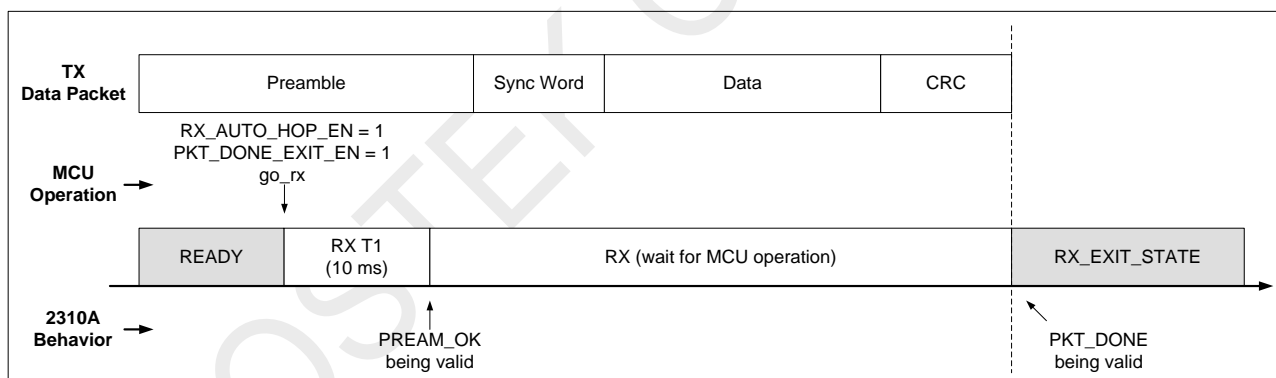 TX
Data Packet
Preamble
Sync Word
Data
CRC
RX_AUTO_HOP_EN = 1
PKT_DONE_EXIT_EN = 1
go_rx
MCU
Operation
READY
RX T1
(10 ms)
RX (wait for MCU operation)
RX_EXIT_STATE
2310A
Behavior
PREAM_OK
being valid
PKT_DONE
being valid